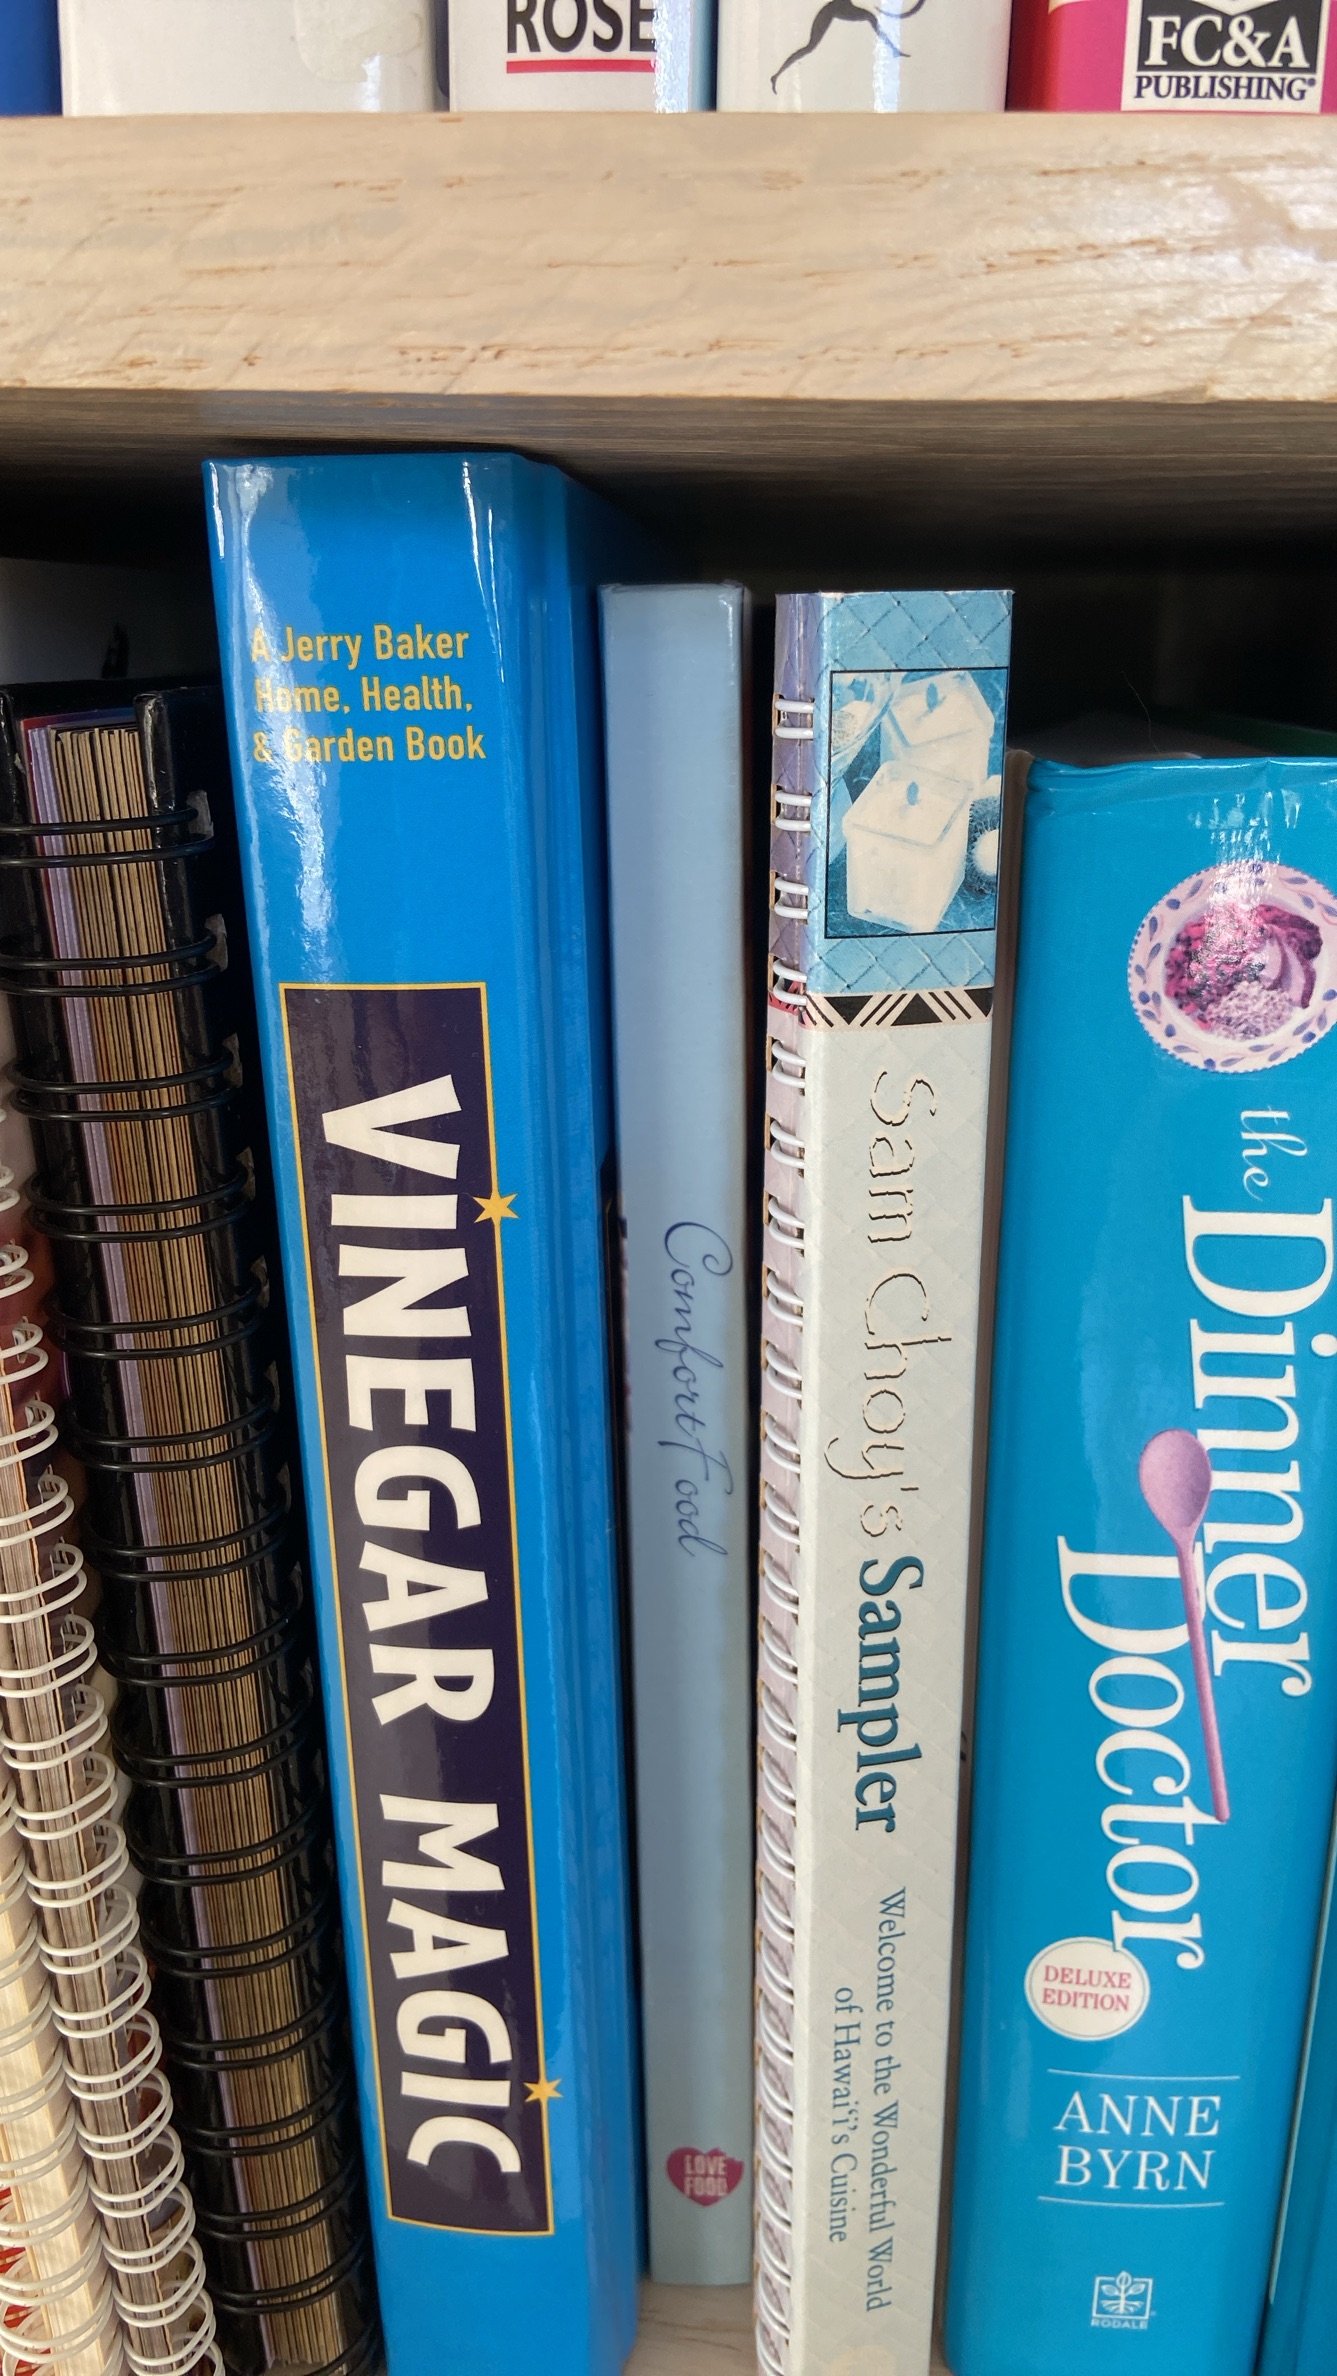 ROSE
FC&A
PUBLISHING®
A Jerry Baker
Home, Health,
& Garden Book
VINEGAR MAGIC
Comfort Food
LOVE
FOOD
Sam Choy's Sampler
Welcome to the Wonderful World
of Hawai‘i's Cuisine
the
Dinner
Doctor
DELUXE
EDITION
ANNE
BYRN
RODALE